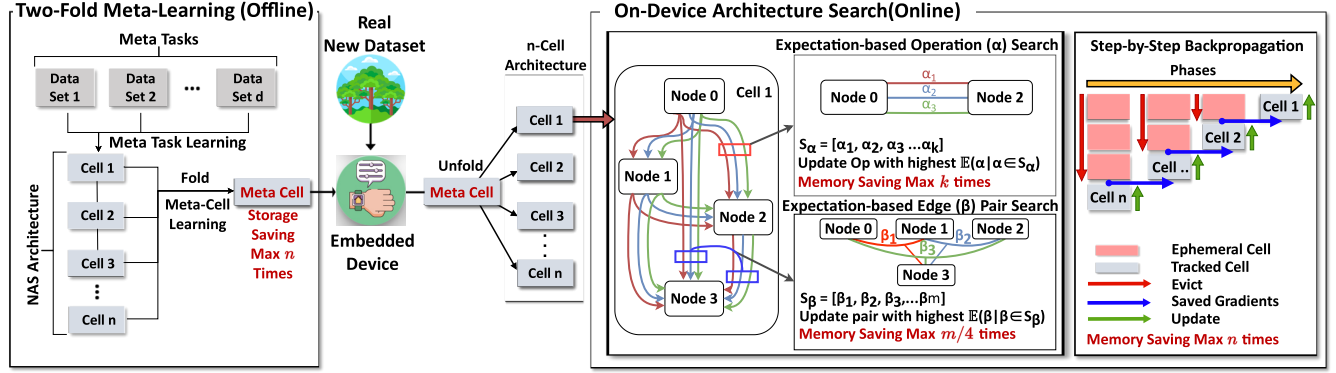 Two-Fold Meta-Learning (Offline)
Meta Tasks
Data Set 1
Data Set 2
...
Data Set d
Meta Task Learning
NAS Architecture
Cell 1
Cell 2
Cell 3
Cell n
Fold
Meta-Cell Learning
Meta Cell
Storage
Saving
Max n
Times
Real
New Dataset
Embedded
Device
Unfold
Meta Cell
n-Cell
Architecture
Cell 1
Cell 2
Cell 3
Cell n
On-Device Architecture Search(Online)
Cell 1
Node 0
Node 1
Node 2
Node 3
Expectation-based Operation (α) Search
α1
α2
α3
Node 0
Node 2
Sα = [α1, α2, α3 ...αk]
Update Op with highest 𝔼(α|α∈Sα)
Memory Saving Max k times
Expectation-based Edge (β) Pair Search
Node 0
Node 1
Node 2
β1
β2
β3
Node 3
Sβ = [β1, β2, β3,...βm]
Update pair with highest 𝔼(β|β∈Sβ)
Memory Saving Max m/4 times
Step-by-Step Backpropagation
Phases
Cell 1
Cell 2
Cell ..
Cell n
Ephemeral Cell
Tracked Cell
Evict
Saved Gradients
Update
Memory Saving Max n times